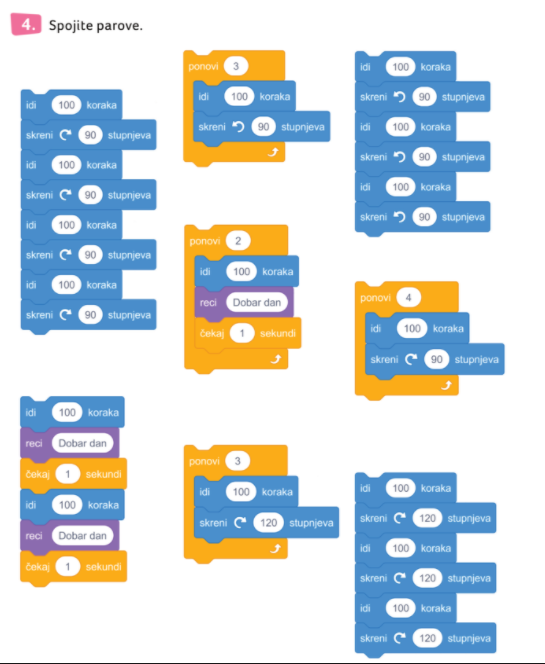 4. Spojite parove.
idi 100 koraka
skreni 90 stupnjeva
idi 100 koraka
skreni 90 stupnjeva
idi 100 koraka
skreni 90 stupnjeva
idi 100 koraka
skreni 90 stupnjeva
idi 100 koraka
reci Dobar dan
čekaj 1 sekundi
idi 100 koraka
reci Dobar dan
čekaj 1 sekundi
ponovi 3
idi 100 koraka
skreni 90 stupnjeva
ponovi 2
idi 100 koraka
reci Dobar dan
čekaj 1 sekundi
ponovi 3
idi 100 koraka
skreni 120 stupnjeva
idi 100 koraka
skreni 90 stupnjeva
idi 100 koraka
skreni 90 stupnjeva
idi 100 koraka
skreni 90 stupnjeva
ponovi 4
idi 100 koraka
skreni 90 stupnjeva
idi 100 koraka
skreni 120 stupnjeva
idi 100 koraka
skreni 120 stupnjeva
idi 100 koraka
skreni 120 stupnjeva